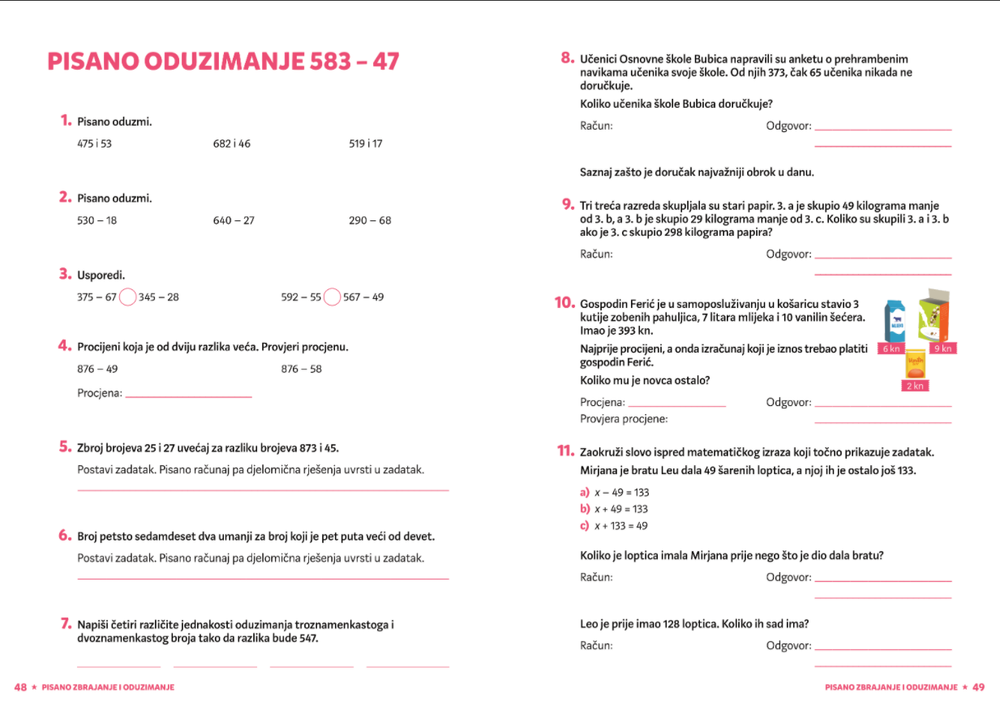 PISANO ODUZIMANJE 583 – 47
1. Pisano oduzmi.
475 i 53 682 i 46 519 i 17
2. Pisano oduzmi.
530 – 18 640 – 27 290 – 68
3. Usporedi.
375 – 67 345 – 28 592 – 55 567 – 49
4. Procijeni koja je od dviju razlika veća. Provjeri procjenu.
876 – 49 876 – 58
Procjena:
5. Zbroj brojeva 25 i 27 uvećaj za razliku brojeva 873 i 45.
Postavi zadatak. Pisano računaj pa djelomična rješenja uvrsti u zadatak.
6. Broj petsto sedamdeset dva umanji za broj koji je pet puta veći od devet.
Postavi zadatak. Pisano računaj pa djelomična rješenja uvrsti u zadatak.
7. Napiši četiri različite jednakosti oduzimanja troznamenkastoga i
dvoznamenkastog broja tako da razlika bude 547.
48 ★ PISANO ZBRAJANJE I ODUZIMANJE
8. Učenici Osnovne škole Bubica napravili su anketu o prehrambenim
navikama učenika svoje škole. Od njih 373, čak 65 učenika nikada ne
doručkuje.
Koliko učenika škole Bubica doručkuje?
Račun: Odgovor:
Saznaj zašto je doručak najvažniji obrok u danu.
9. Tri treća razreda skupljala su stari papir. 3. a je skupio 49 kilograma manje
od 3. b, a 3. b je skupio 29 kilograma manje od 3. c. Koliko su skupili 3. a i 3. b
ako je 3. c skupio 298 kilograma papira?
Račun: Odgovor:
10. Gospodin Ferić je u samoposluživanju u košaricu stavio 3
kutije zobenih pahuljica, 7 litara mlijeka i 10 vanilin šećera.
Imao je 393 kn.
Najprije procijeni, a onda izračunaj koji je iznos trebao platiti
gospodin Ferić.
Koliko mu je novca ostalo?
6 kn 9 kn
2 kn
Procjena: Odgovor:
Provjera procjene:
11. Zaokruži slovo ispred matematičkog izraza koji točno prikazuje zadatak.
Mirjana je bratu Leu dala 49 šarenih loptica, a njoj ih je ostalo još 133.
a) x – 49 = 133
b) x + 49 = 133
c) x + 133 = 49
Koliko je loptica imala Mirjana prije nego što je dio dala bratu?
Račun: Odgovor:
Leo je prije imao 128 loptica. Koliko ih sad ima?
Račun: Odgovor:
PISANO ZBRAJANJE I ODUZIMANJE ★ 49